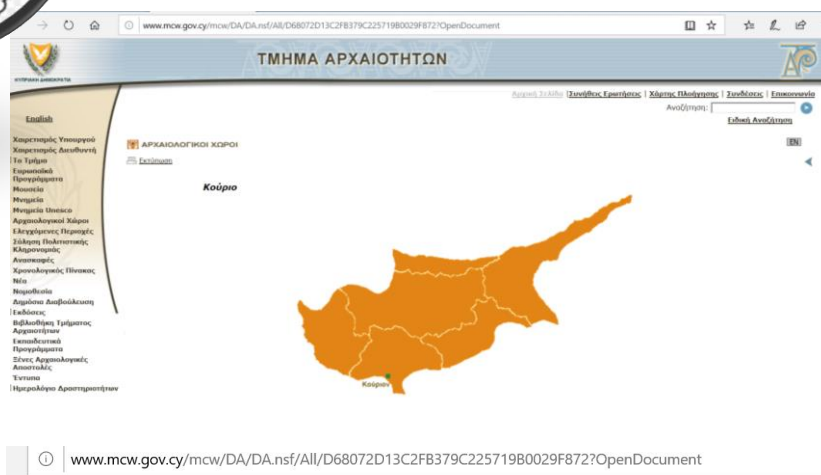 www.mcw.gov.cy/mcw/DA/DA.nsf/All/D68072D13C2FB379C225719B0029F872?OpenDocument
ΚΥΠΡΙΑΚΗ ΔΗΜΟΚΡΑΤΙΑ
ΤΜΗΜΑ ΑΡΧΑΙΟΤΗΤΩΝ
Αρχική Σελίδα |Συνήθεις Ερωτήσεις | Χάρτης Πλοήγησης | Συνδέσεις | Επικοινωνία
Αναζήτηση:
Ειδική Αναζήτηση
English
EN
Χαιρετισμός Υπουργού
Χαιρετισμός Διευθυντή
Το Τμήμα
Ευρωπαϊκά
Προγράμματα
Μουσεία
Μνημεία
Μνημεία Unesco
Αρχαιολογικοί Χώροι
Ελεγχόμενες Περιοχές
Σύληση Πολιτιστικής
Κληρονομιάς
Ανασκαφές
Χρονολογικός Πίνακας
Νέα
Νομοθεσία
Δημόσια Διαβούλευση
Εκδόσεις
Βιβλιοθήκη Τμήματος
Αρχαιοτήτων
Εκπαιδευτικά
Προγράμματα
Ξένες Αρχαιολογικές
Αποστολές
Έντυπα
Ημερολόγιο Δραστηριοτήτων
ΑΡΧΑΙΟΛΟΓΙΚΟΙ ΧΩΡΟΙ
Εκτύπωση
Κούριο
Κούριον
www.mcw.gov.cy/mcw/DA/DA.nsf/All/D68072D13C2FB379C225719B0029F872?OpenDocument